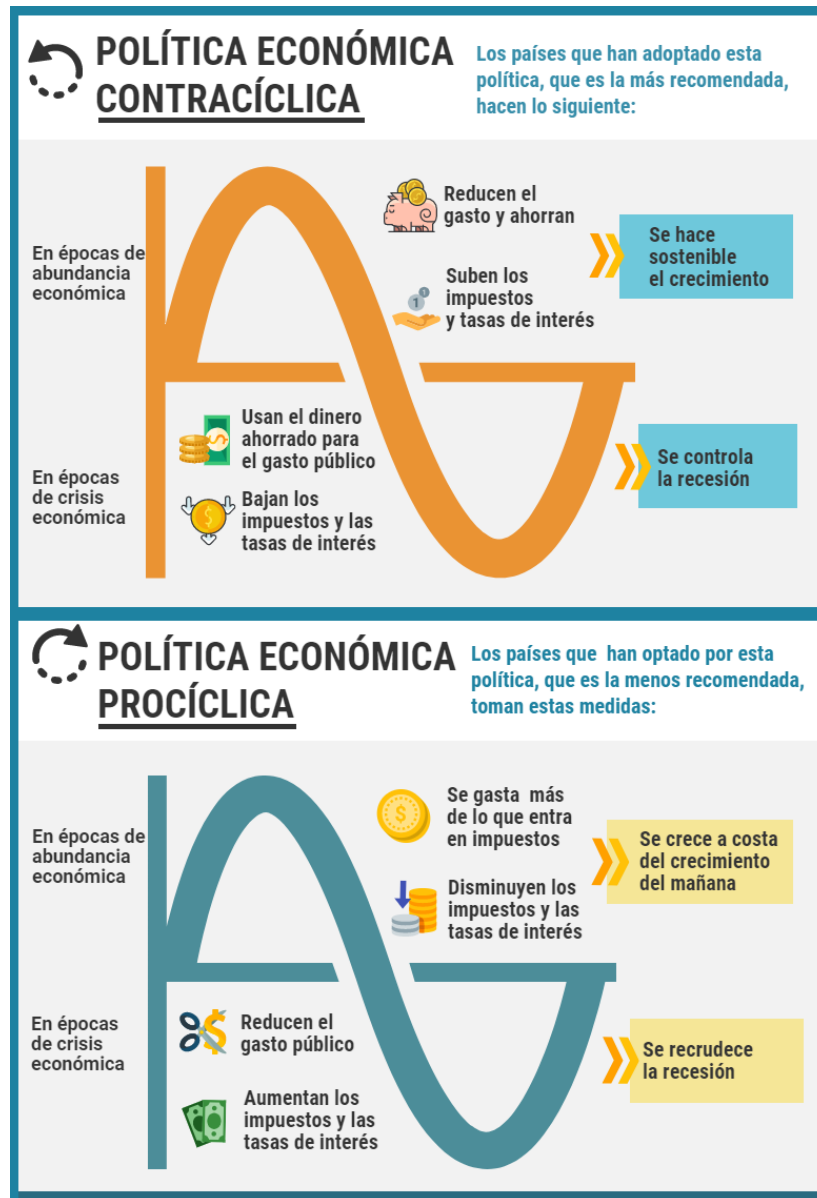 POLÍTICA ECONÓMICA
CONTRACÍCLICA
Los países que han adoptado esta
política, que es la más recomendada,
hacen lo siguiente:
En épocas de
abundancia
económica
Reducen el
gasto y ahorran
Suben los
impuestos
y tasas de interés
Se hace
sostenible
el crecimiento
En épocas
de crisis
económica
Usan el dinero
ahorrado para
el gasto público
Bajan los
impuestos y las
tasas de interés
Se controla
la recesión
POLÍTICA ECONÓMICA
PROCÍCLICA
Los países que han optado por esta
política, que es la menos recomendada,
toman estas medidas:
En épocas de
abundancia
económica
Se gasta más
de lo que entra
en impuestos
Disminuyen los
impuestos y las
tasas de interés
Se crece a costa
del crecimiento
del mañana
En épocas
de crisis
económica
Reducen el
gasto público
Aumentan los
impuestos y las
tasas de interés
Se recrudece
la recesión